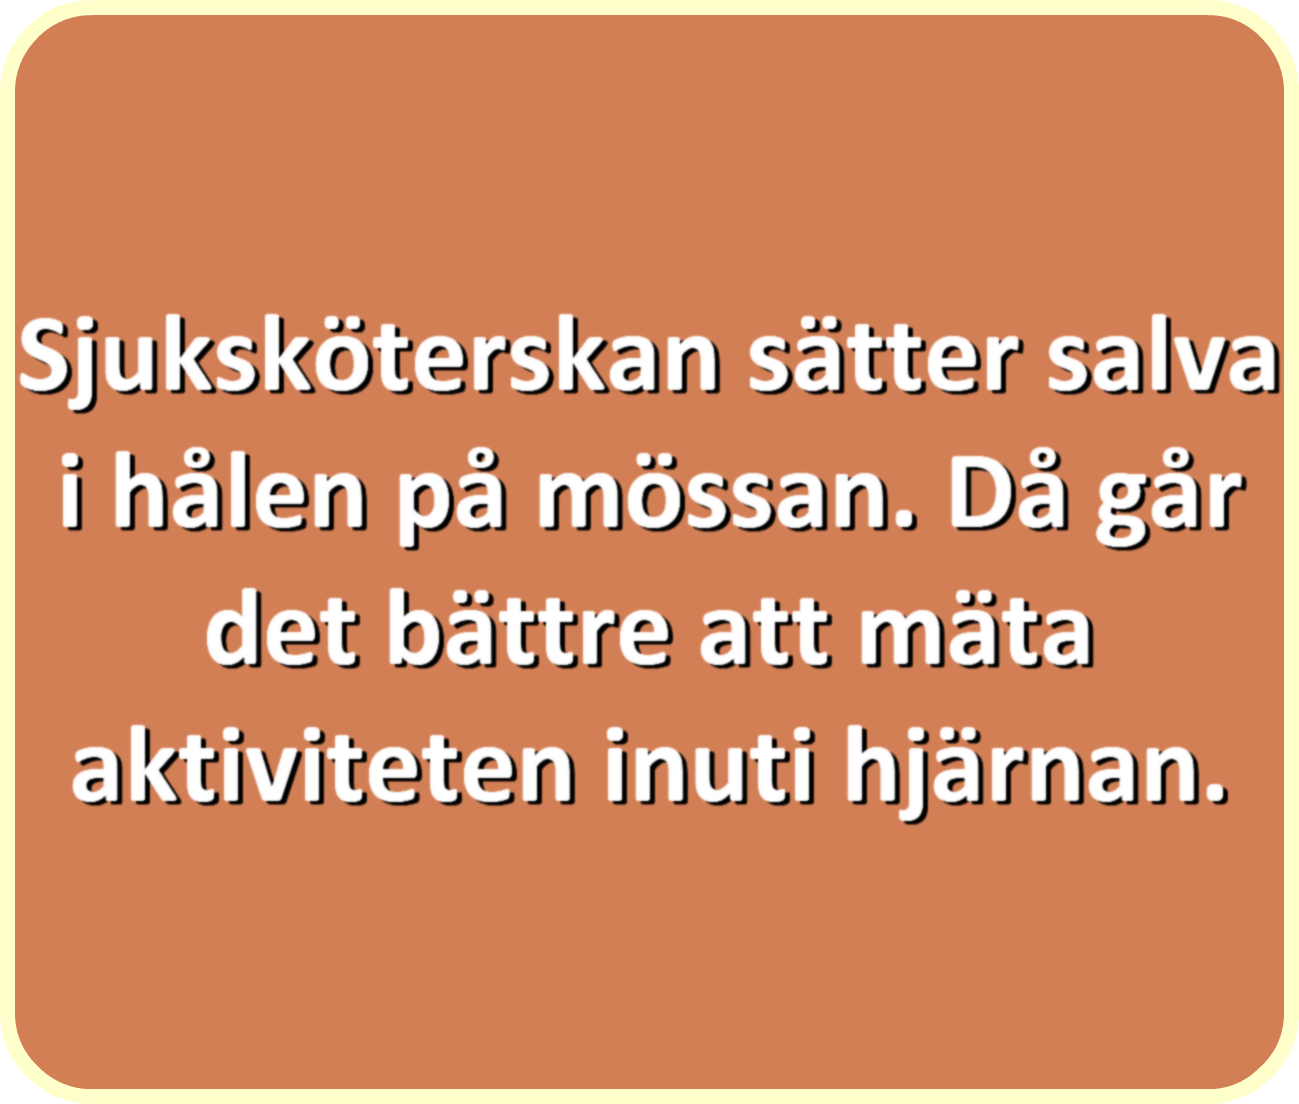 Sjuksköterskan sätter salva
i hålen på mössan. Då går
det bättre att mäta
aktiviteten inuti hjärnan.